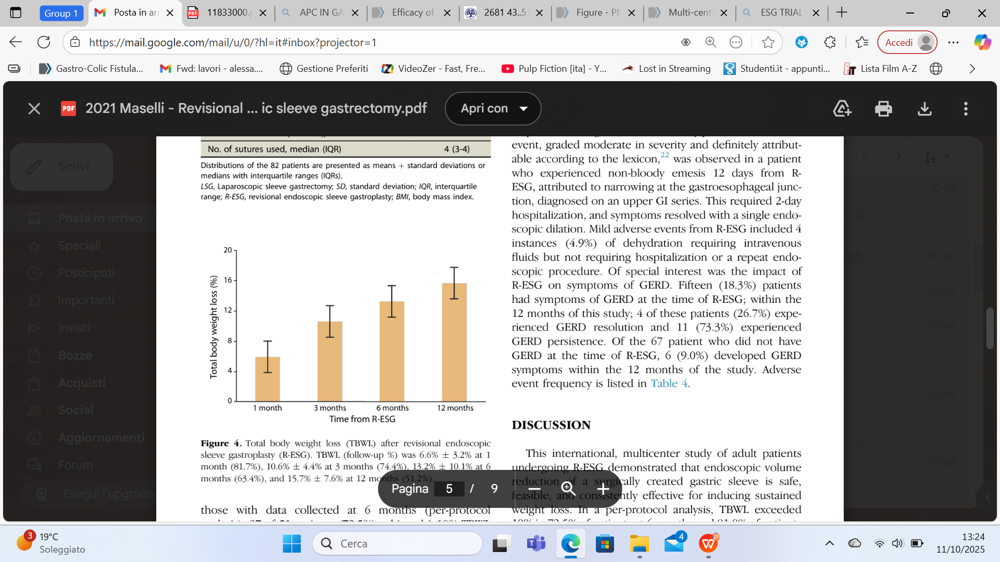 Group 1
Posta in arr
11833000.p
APC IN GA
Efficacy of
2681 43..5
Figure - PM
Multi-cent
ESG TRIAL
https://mail.google.com/mail/u/0/?hl=it#inbox?projector=1
Accedi
Gastro-Colic Fistula...
Fwd: lavori - alessa....
Gestione Preferiti
VideoZer - Fast, Fre...
Pulp Fiction [ita] - Y...
Lost in Streaming
Studenti.it - appunti...
Lista Film A-Z
PDF
2021 Maselli - Revisional ... ic sleeve gastrectomy.pdf
Apri con
Scrivi
Posta in arrivo
Speciali
Posticipati
Importanti
Inviati
Bozze
Acquisti
Social
Aggiornamenti
Forum
Esegui l'upgrade
No. of sutures used, median (IQR) 4 (3-4)
Distributions of the 82 patients are presented as means + standard deviations or
medians with interquartile ranges (IQRs).
LSG, Laparoscopic sleeve gastrectomy; SD, standard deviation; IQR, interquartile
range; R-ESG, revisional endoscopic sleeve gastroplasty; BMI, body mass index.
Total body weight loss (%)
20
16
12
8
4
0
1 month
3 months
6 months
12 months
Time from R-ESG
Figure 4. Total body weight loss (TBWL) after revisional endoscopic
sleeve gastroplasty (R-ESG). TBWL (follow-up %) was 6.6% ± 3.2% at 1
month (81.7%), 10.6% ± 4.4% at 3 months (74.4%), 13.2% ± 10.1% at 6
months (63.4%), and 15.7% ± 7.6% at 12 months (51.2%).
those with data collected at 6 months (per-protocol
event, graded moderate in severity and definitely attribut-
able according to the lexicon,22 was observed in a patient
who experienced non-bloody emesis 12 days from R-
ESG, attributed to narrowing at the gastroesophageal junc-
tion, diagnosed on an upper GI series. This required 2-day
hospitalization, and symptoms resolved with a single endo-
scopic dilation. Mild adverse events from R-ESG included 4
instances (4.9%) of dehydration requiring intravenous
fluids but not requiring hospitalization or a repeat endo-
scopic procedure. Of special interest was the impact of
R-ESG on symptoms of GERD. Fifteen (18.3%) patients
had symptoms of GERD at the time of R-ESG; within the
12 months of this study; 4 of these patients (26.7%) expe-
rienced GERD resolution and 11 (73.3%) experienced
GERD persistence. Of the 67 patient who did not have
GERD at the time of R-ESG, 6 (9.0%) developed GERD
symptoms within the 12 months of the study. Adverse
event frequency is listed in Table 4.
DISCUSSION
This international, multicenter study of adult patients
undergoing R-ESG demonstrated that endoscopic volume
reduction of a surgically created gastric sleeve is safe,
feasible, and consistently effective for inducing sustained
weight loss. In a per-protocol analysis, TBWL exceeded
Pagina 5 / 9
10 ott
10 ott
10 ott
10 ott
10 ott
10 ott
3
19°C
Soleggiato
Cerca
4
13:24
11/10/2025